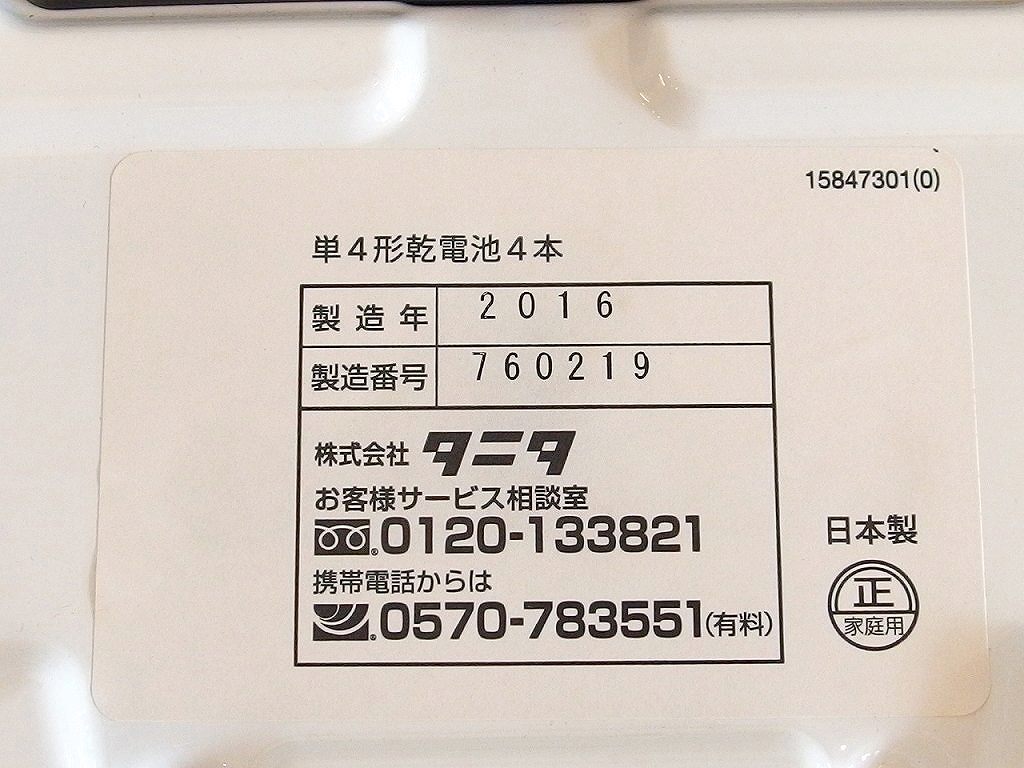 15847301(0)
単4形乾電池4本
製造年 2016
製造番号 760219
株式会社 タニタ
お客様サービス相談室
0120-133821
携帯電話からは
0570-783551(有料)
日本製
正
家庭用